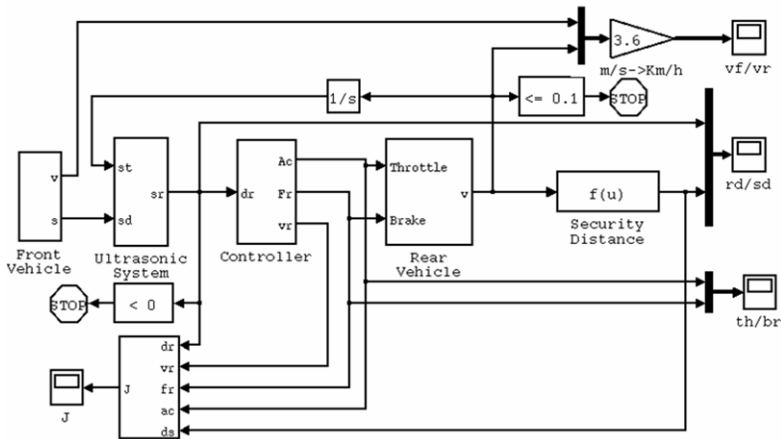 3.6
m/s->Km/h
vf/vr
1/s
<= 0.1
STOP
v
s
Front
Vehicle
st
sd
sr
Ultrasonic
System
dr
Ac
Fr
vr
Controller
Throttle
Brake
v
Rear
Vehicle
f(u)
Security
Distance
rd/sd
STOP
< 0
th/br
dr
vr
fr
ac
ds
J
J